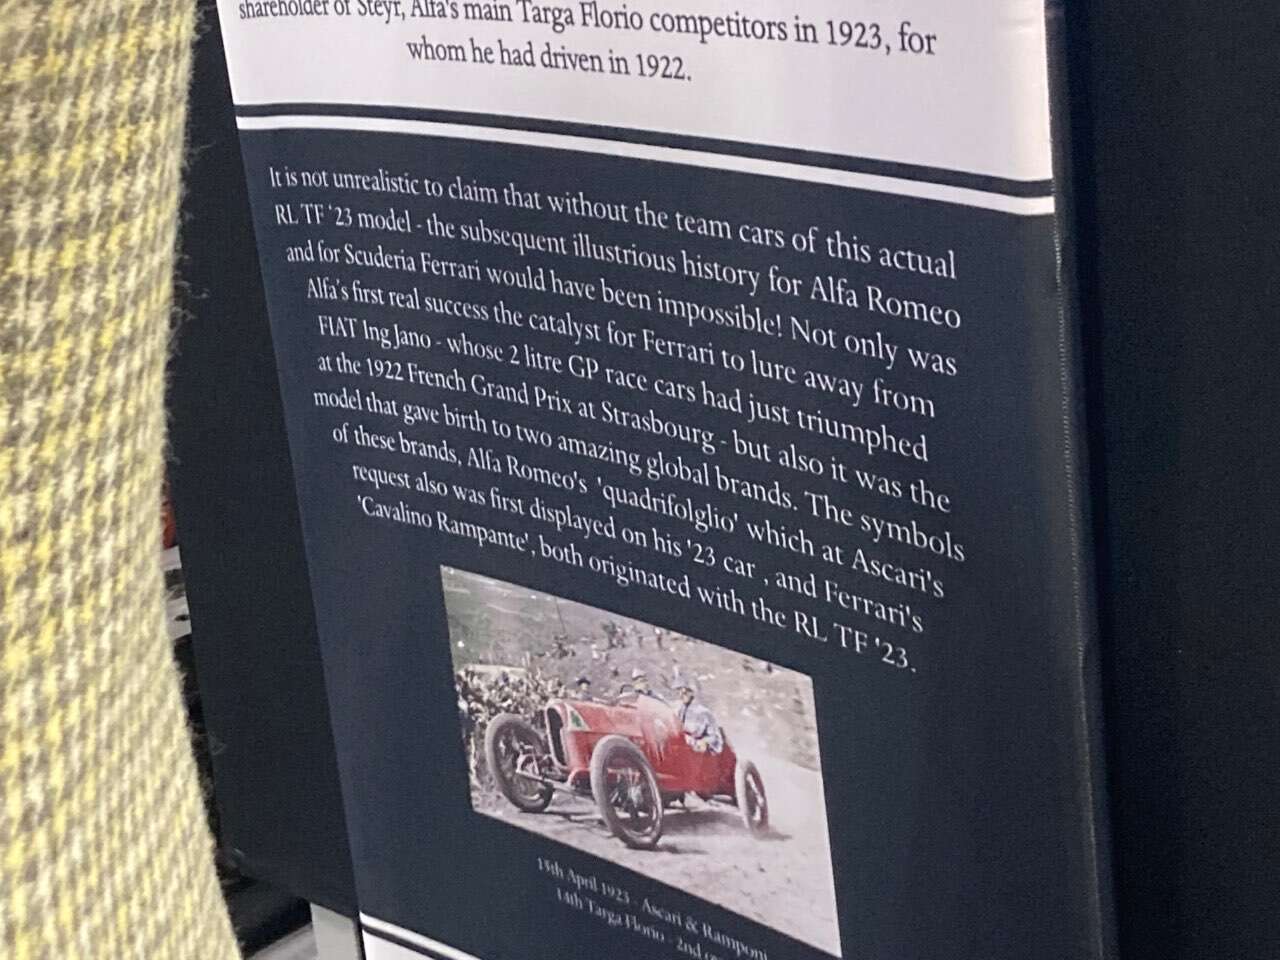 shareholder of Steyr, Alfa's main Targa Florio competitors in 1923, for
whom he had driven in 1922.
It is not unrealistic to claim that without the team cars of this actual
RL TF '23 model - the subsequent illustrious history for Alfa Romeo
and for Scuderia Ferrari would have been impossible! Not only was
Alfa's first real success the catalyst for Ferrari to lure away from
FIAT Ing Jano - whose 2 litre GP race cars had just triumphed
at the 1922 French Grand Prix at Strasbourg - but also it was the
model that gave birth to two amazing global brands. The symbols
of these brands, Alfa Romeo's 'quadrifolglio' which at Ascari's
request also was first displayed on his '23 car , and Ferrari's
'Cavalino Rampante', both originated with the RL TF '23.
15th April 1923 - Ascari & Ramponi
14th Targa Florio - 2nd